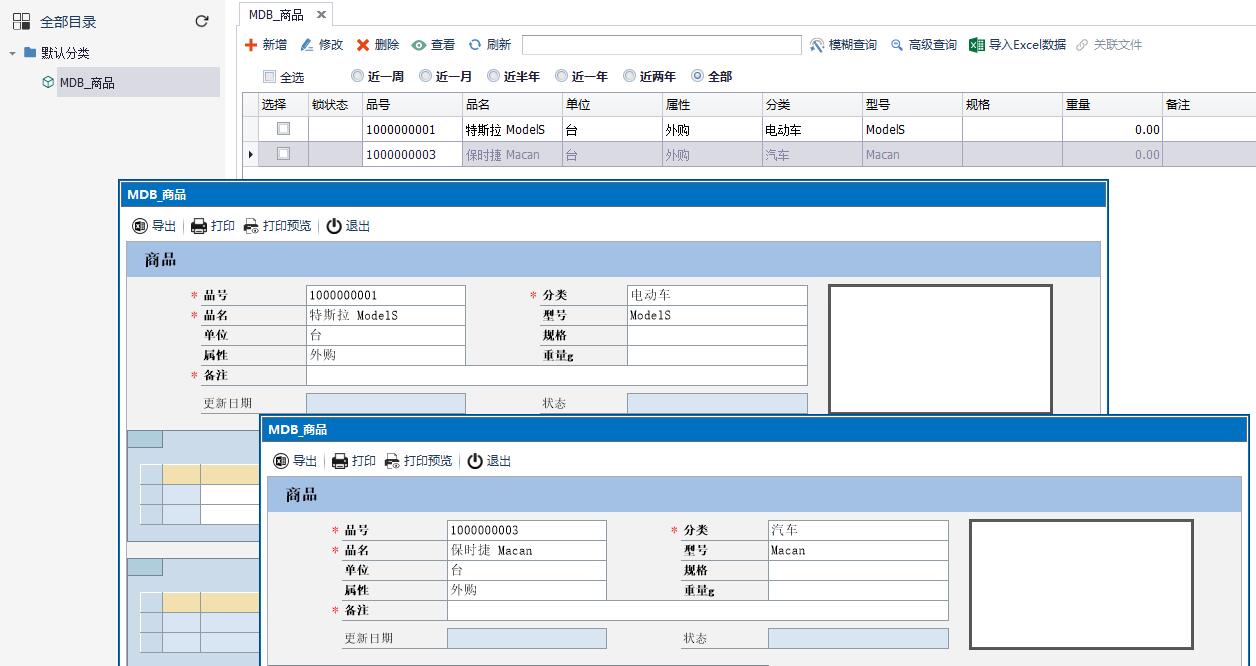 全部目录
默认分类
MDB_商品
MDB_商品
新增 修改 删除 查看 刷新 模糊查询 高级查询 导入Excel数据 关联文件
全选 近一周 近一月 近半年 近一年 近两年 全部
选择 锁状态 品号 品名 单位 属性 分类 型号 规格 重量 备注
1000000001 特斯拉 ModelS 台 外购 电动车 ModelS 0.00
1000000003 保时捷 Macan 台 外购 汽车 Macan 0.00
MDB_商品
导出 打印 打印预览 退出
商品
* 品号 1000000001 * 分类 电动车
* 品名 特斯拉 ModelS 型号 ModelS
单位 台 规格
属性 外购 重量g
* 备注
更新日期 状态
MDB_商品
导出 打印 打印预览 退出
商品
* 品号 1000000003 * 分类 汽车
* 品名 保时捷 Macan 型号 Macan
单位 台 规格
属性 外购 重量g
* 备注
更新日期 状态